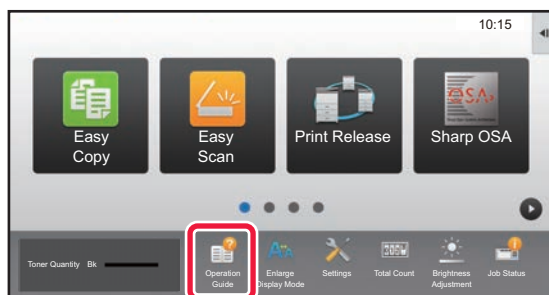 10:15
Easy
Copy
Easy
Scan
Print Release
OSA
Sharp OSA
Toner Quantity Bk
Operation
Guide
Enlarge
Display Mode
Settings
Total Count
Brightness
Adjustment
Job Status